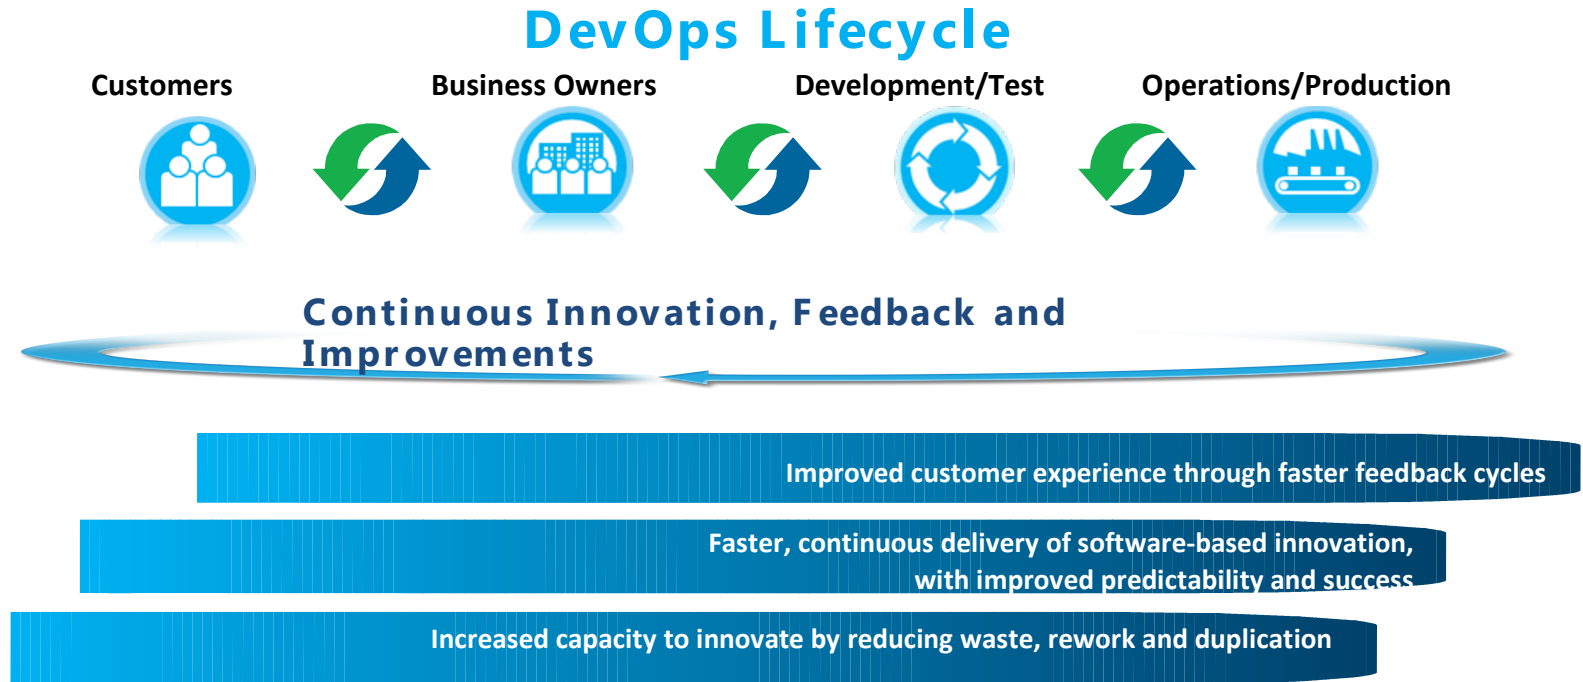 DevOps Lifecycle
Customers
Business Owners
Development/Test
Operations/Production
Continuous Innovation, Feedback and
Improvements
Improved customer experience through faster feedback cycles
Faster, continuous delivery of software-based innovation,
with improved predictability and success
Increased capacity to innovate by reducing waste, rework and duplication